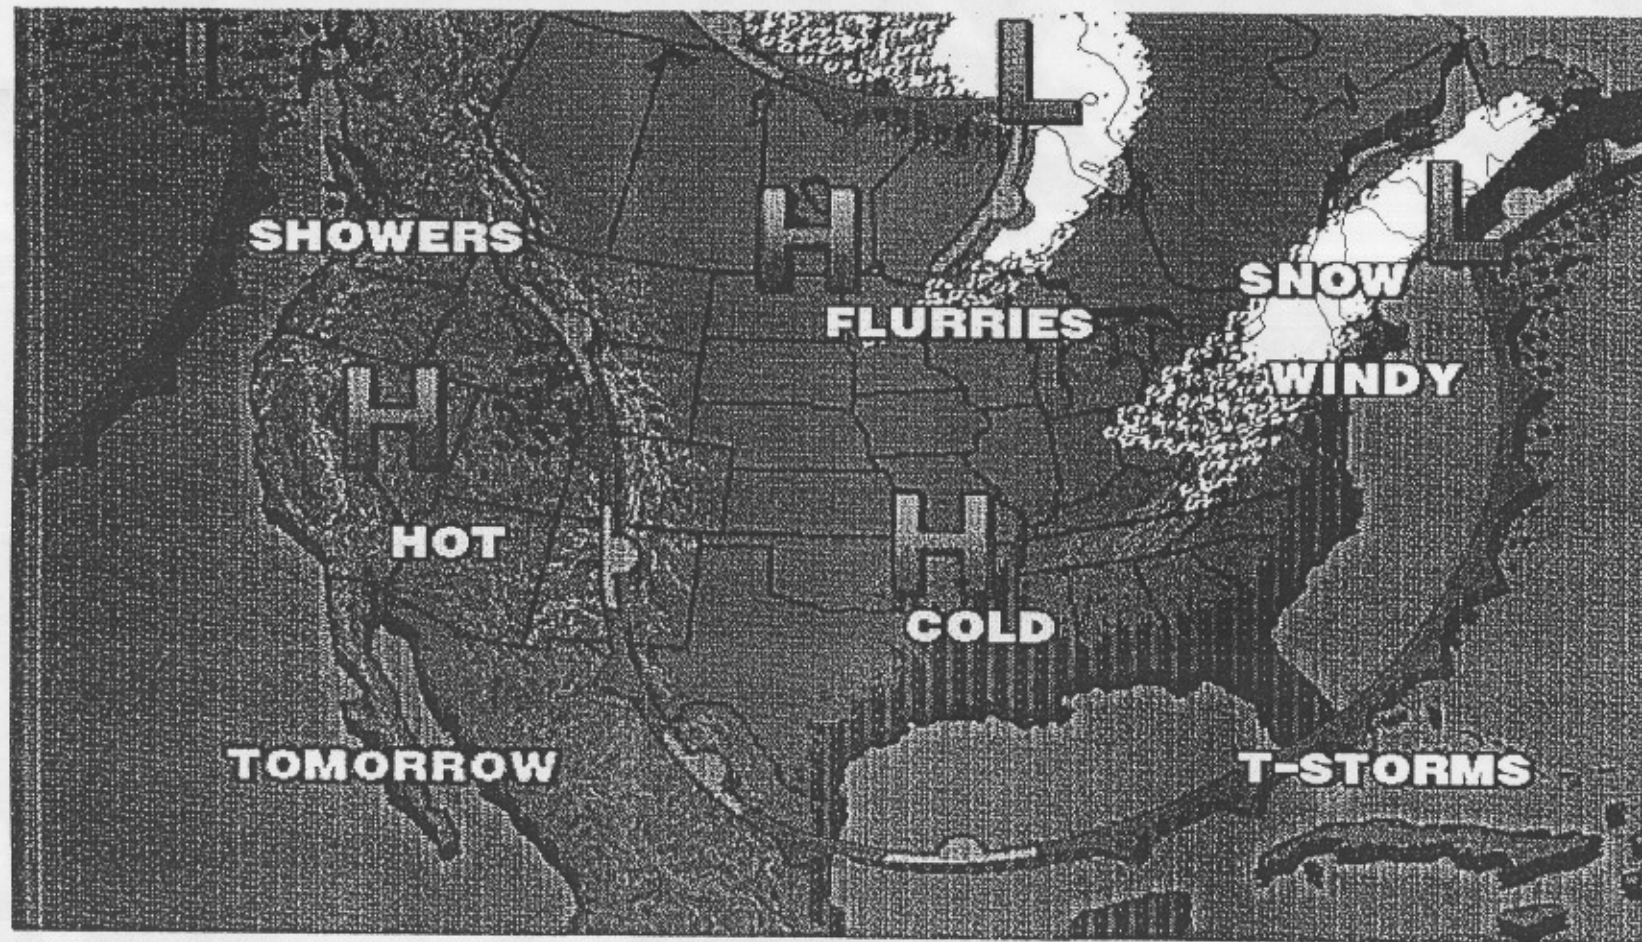 L
L
H
L
SHOWERS
SNOW
FLURRIES
H
WINDY
H
HOT
COLD
TOMORROW
T-STORMS